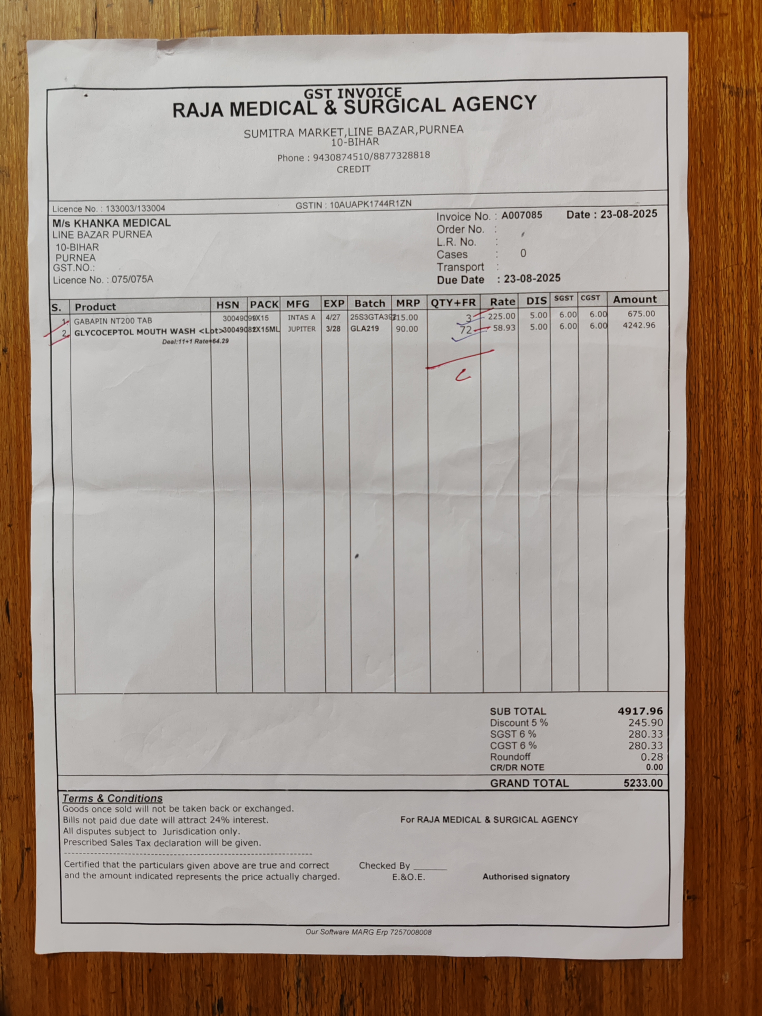 GST INVOICE
RAJA MEDICAL & SURGICAL AGENCY
SUMITRA MARKET,LINE BAZAR,PURNEA
10-BIHAR
Phone : 9430874510/8877328818
CREDIT
Licence No. : 133003/133004 GSTIN : 10AUAPK1744R1ZN
M/s KHANKA MEDICAL
LINE BAZAR PURNEA
10-BIHAR
PURNEA
GST.NO.:
Licence No. : 075/075A
Invoice No. : A007085 Date : 23-08-2025
Order No. :
L.R. No. :
Cases : 0
Transport :
Due Date : 23-08-2025
S. Product HSN PACK MFG EXP Batch MRP QTY+FR Rate DIS SGST CGST Amount
1. GABAPIN NT200 TAB INTAS A 4/27 3 225.00 5.00 6.00 6.00 675.00
2. GLYCOCEPTOL MOUTH WASH <Lot> JUPITER 3/28 GLA219 90.00 72 58.93 5.00 6.00 6.00 4242.96
Deal:11+1 Rate=64.29
SUB TOTAL 4917.96
Discount 5 % 245.90
SGST 6 % 280.33
CGST 6 % 280.33
Roundoff 0.28
CR/DR NOTE 0.00
GRAND TOTAL 5233.00
Terms & Conditions
Goods once sold will not be taken back or exchanged.
Bills not paid due date will attract 24% interest.
All disputes subject to Jurisdication only.
Prescribed Sales Tax declaration will be given.
For RAJA MEDICAL & SURGICAL AGENCY
Certified that the particulars given above are true and correct
and the amount indicated represents the price actually charged.
Checked By ______
E.&O.E. Authorised signatory
Our Software MARG Erp 7257008008